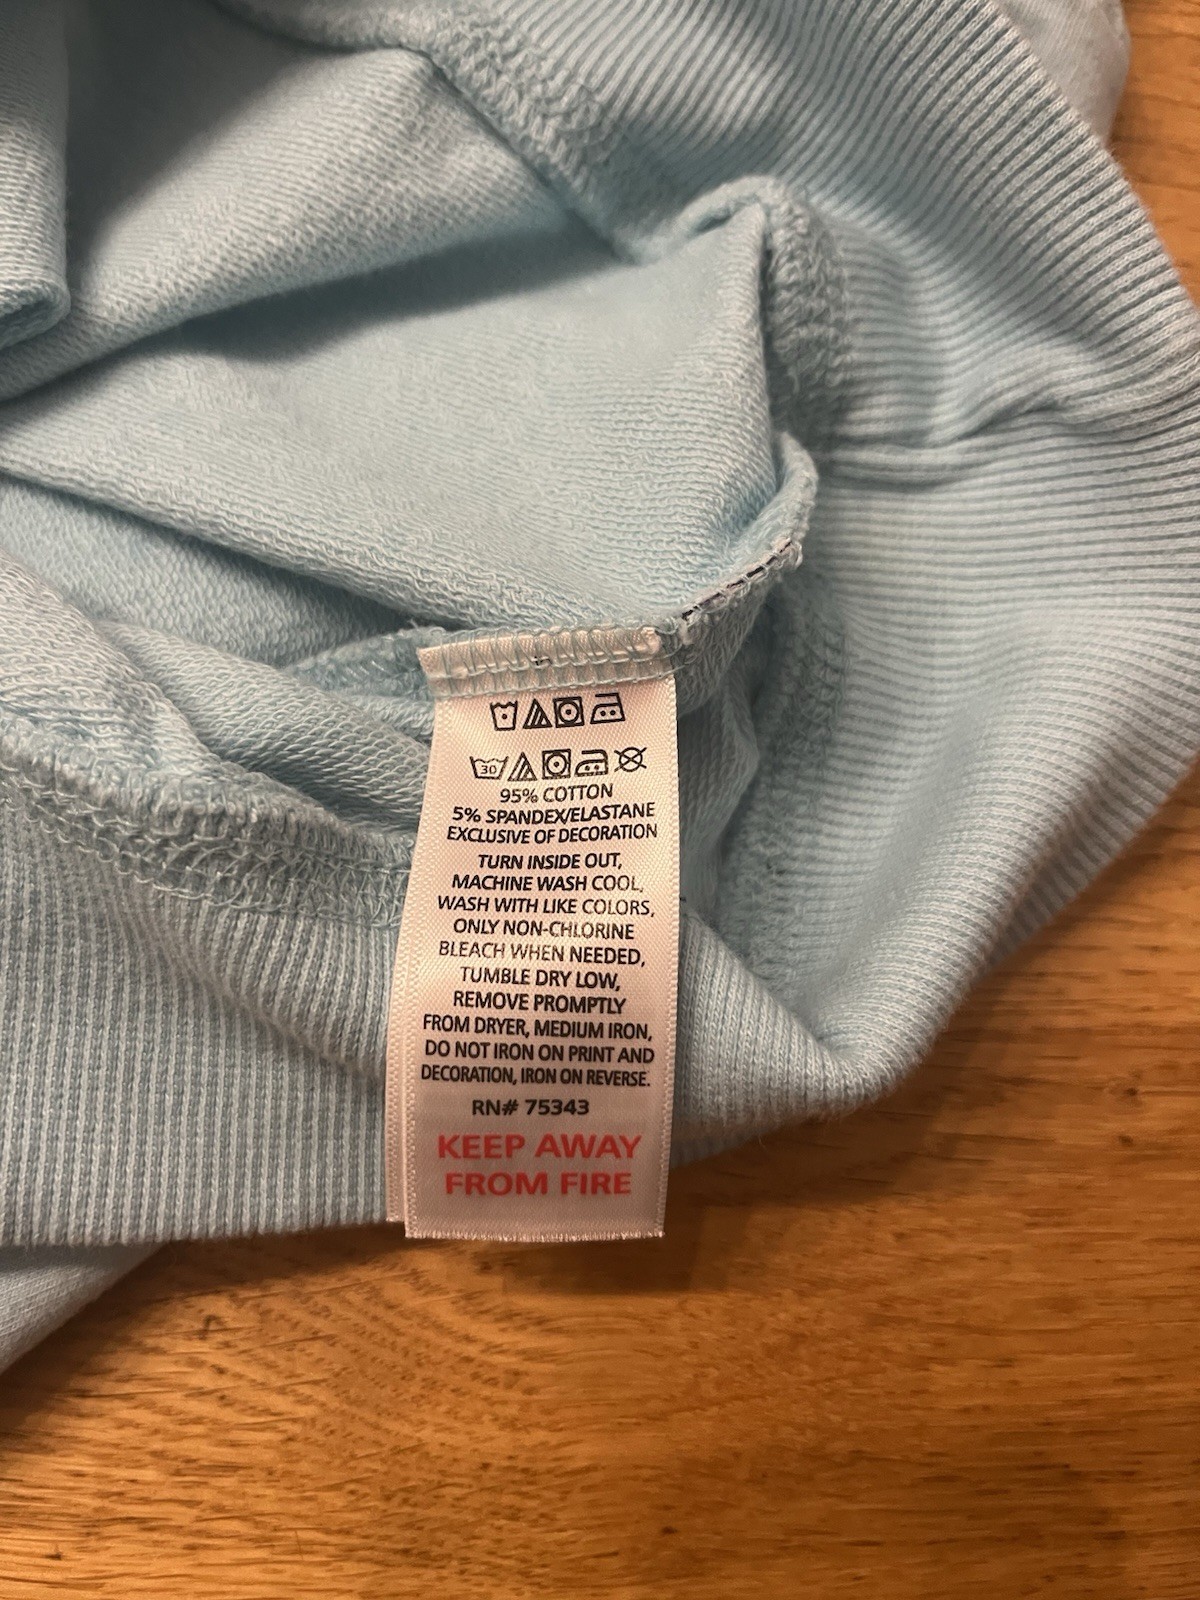 30
95% COTTON
5% SPANDEX/ELASTANE
EXCLUSIVE OF DECORATION
TURN INSIDE OUT,
MACHINE WASH COOL,
WASH WITH LIKE COLORS,
ONLY NON-CHLORINE
BLEACH WHEN NEEDED,
TUMBLE DRY LOW,
REMOVE PROMPTLY
FROM DRYER, MEDIUM IRON,
DO NOT IRON ON PRINT AND
DECORATION, IRON ON REVERSE.
RN# 75343
KEEP AWAY
FROM FIRE